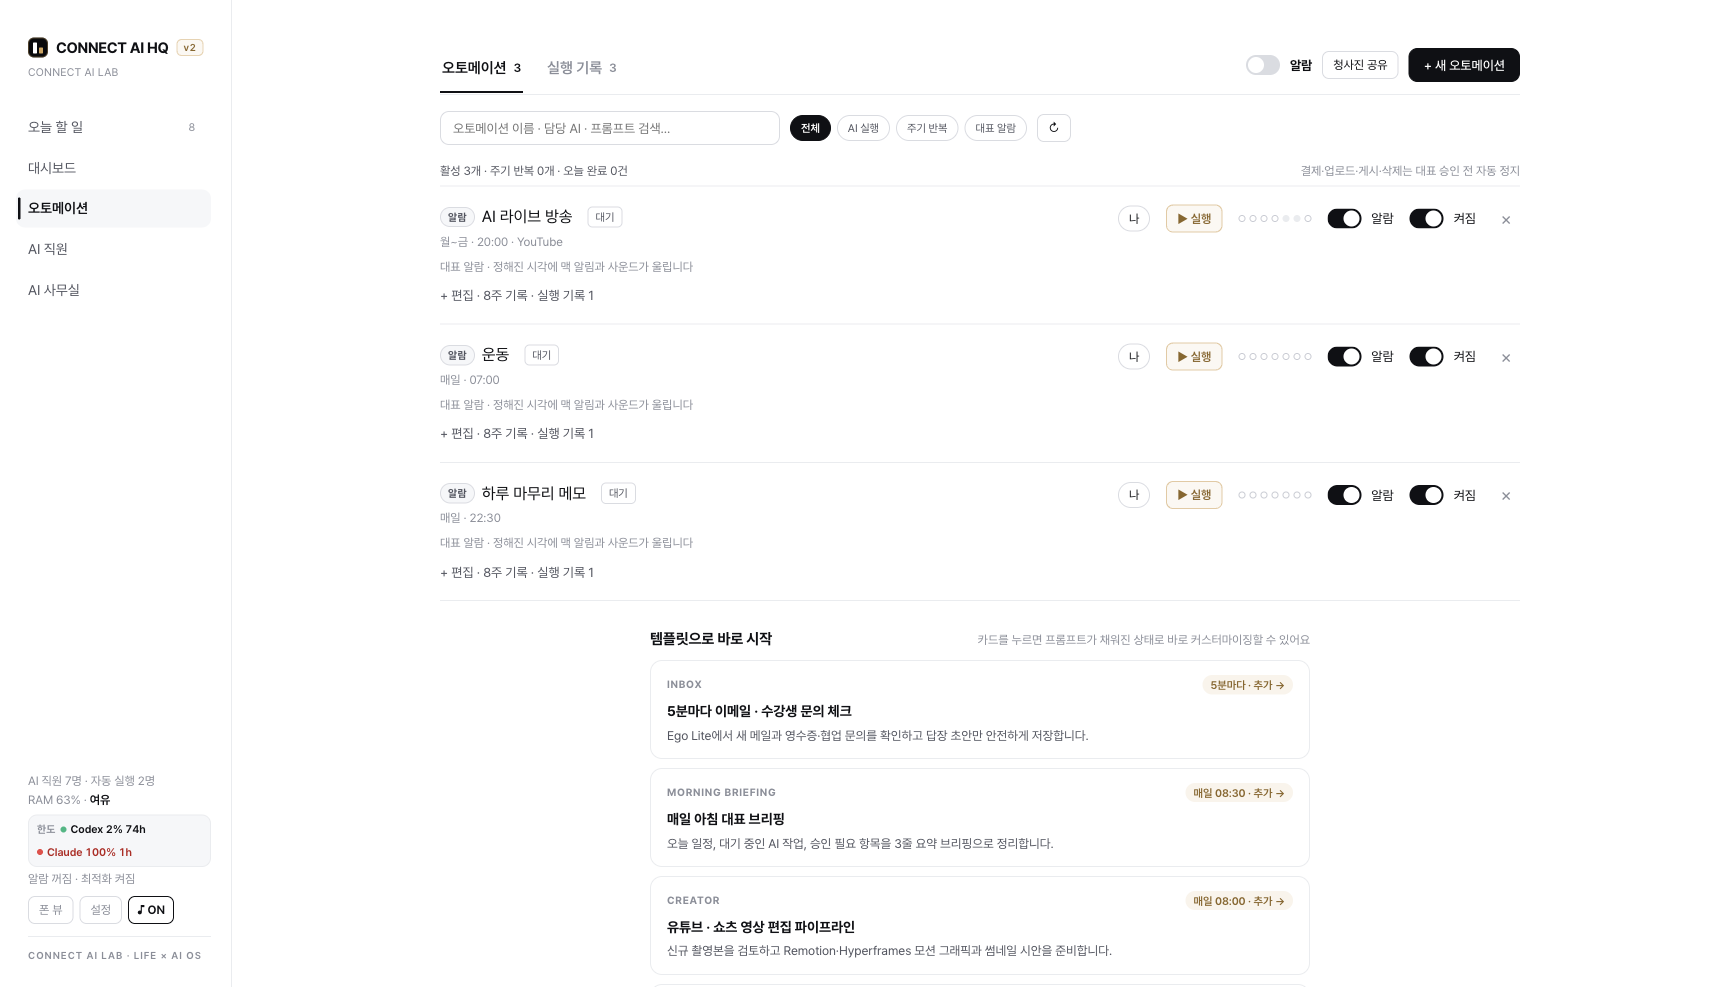 CONNECT AI HQ v2
CONNECT AI LAB
오늘 할 일 8
대시보드
오토메이션
AI 직원
AI 사무실
AI 직원 7명 · 자동 실행 2명
RAM 63% · 여유
한도 Codex 2% 74h
Claude 100% 1h
알람 꺼짐 · 최적화 켜짐
폰 뷰 설정 ♪ ON
CONNECT AI LAB · LIFE × AI OS
오토메이션 3 실행 기록 3
알람 청사진 공유 + 새 오토메이션
오토메이션 이름 · 담당 AI · 프롬프트 검색...
전체 AI 실행 주기 반복 대표 알람 ↻
활성 3개 · 주기 반복 0개 · 오늘 완료 0건
결제·업로드·게시·삭제는 대표 승인 전 자동 정지
알람 AI 라이브 방송 대기
나 ▶ 실행 알람 켜짐 ×
월~금 · 20:00 · YouTube
대표 알람 · 정해진 시각에 맥 알림과 사운드가 울립니다
+ 편집 · 8주 기록 · 실행 기록 1
알람 운동 대기
나 ▶ 실행 알람 켜짐 ×
매일 · 07:00
대표 알람 · 정해진 시각에 맥 알림과 사운드가 울립니다
+ 편집 · 8주 기록 · 실행 기록 1
알람 하루 마무리 메모 대기
나 ▶ 실행 알람 켜짐 ×
매일 · 22:30
대표 알람 · 정해진 시각에 맥 알림과 사운드가 울립니다
+ 편집 · 8주 기록 · 실행 기록 1
템플릿으로 바로 시작
카드를 누르면 프롬프트가 채워진 상태로 바로 커스터마이징할 수 있어요
INBOX
5분마다 · 추가 →
5분마다 이메일 · 수강생 문의 체크
Ego Lite에서 새 메일과 영수증·협업 문의를 확인하고 답장 초안만 안전하게 저장합니다.
MORNING BRIEFING
매일 08:30 · 추가 →
매일 아침 대표 브리핑
오늘 일정, 대기 중인 AI 작업, 승인 필요 항목을 3줄 요약 브리핑으로 정리합니다.
CREATOR
매일 08:00 · 추가 →
유튜브 · 쇼츠 영상 편집 파이프라인
신규 촬영본을 검토하고 Remotion·Hyperframes 모션 그래픽과 썸네일 시안을 준비합니다.